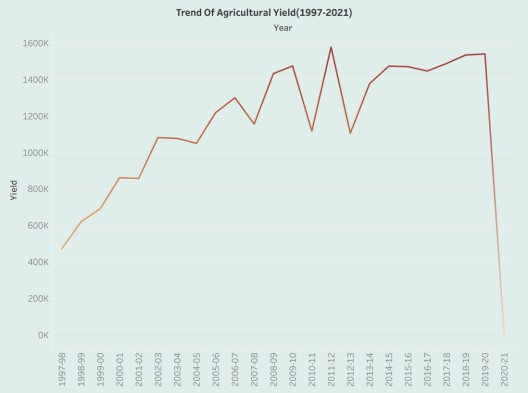 Trend Of Agricultural Yield(1997-2021)
Year
1600K
1400K
1200K
1000K
800K
600K
400K
200K
0K
Yield
1997-98
1998-99
1999-00
2000-01
2001-02
2002-03
2003-04
2004-05
2005-06
2006-07
2007-08
2008-09
2009-10
2010-11
2011-12
2012-13
2013-14
2014-15
2015-16
2016-17
2017-18
2018-19
2019-20
2020-21